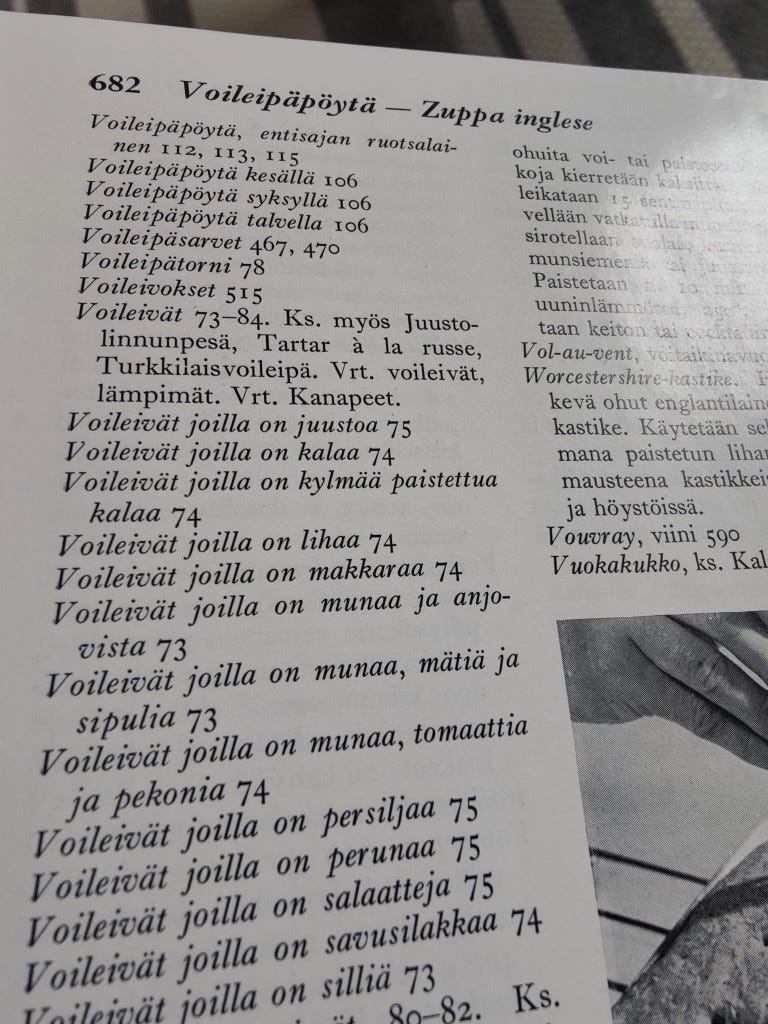 682 Voileipäpöytä — Zuppa inglese
Voileipäpöytä, entisajan ruotsalai-
nen 112, 113, 115
Voileipäpöytä kesällä 106
Voileipäpöytä syksyllä 106
Voileipäpöytä talvella 106
Voileipäsarvet 467, 470
Voileipätorni 78
Voileivokset 515
Voileivät 73–84. Ks. myös Juusto-
linnunpesä, Tartar à la russe,
Turkkilaisvoileipä. Vrt. voileivät,
lämpimät. Vrt. Kanapeet.
Voileivät joilla on juustoa 75
Voileivät joilla on kalaa 74
Voileivät joilla on kylmää paistettua
kalaa 74
Voileivät joilla on lihaa 74
Voileivät joilla on makkaraa 74
Voileivät joilla on munaa ja anjo-
vista 73
Voileivät joilla on munaa, mätiä ja
sipulia 73
Voileivät joilla on munaa, tomaattia
ja pekonia 74
Voileivät joilla on persiljaa 75
Voileivät joilla on perunaa 75
Voileivät joilla on salaatteja 75
Voileivät joilla on savusilakkaa 74
Voileivät joilla on silliä 73
80–82. Ks.
ohuita voi- tai
koja kierretään
leikataan 15
vellään
sirotellaan
munsiemen
Paistetaan 10
uuninlämmössä
taan keiton tai
Vol-au-vent,
Worcestershire-kastike.
kevä ohut
kastike. Käytetään
mana paistetun
mausteena
ja höystöissä.
Vouvray, viini 590
Vuokakukko, ks.